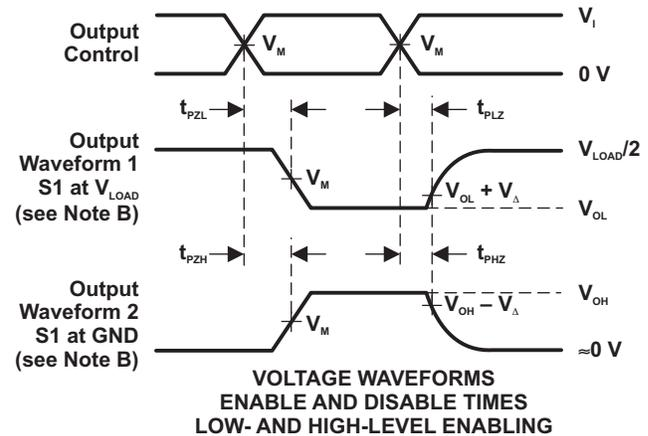 Output
Control
V_M
V_M
V_I
0 V
t_PZL
t_PLZ
Output
Waveform 1
S1 at V_LOAD
(see Note B)
V_M
V_OL + V_Δ
V_LOAD/2
V_OL
t_PZH
t_PHZ
Output
Waveform 2
S1 at GND
(see Note B)
V_M
V_OH – V_Δ
V_OH
≈0 V
VOLTAGE WAVEFORMS
ENABLE AND DISABLE TIMES
LOW- AND HIGH-LEVEL ENABLING